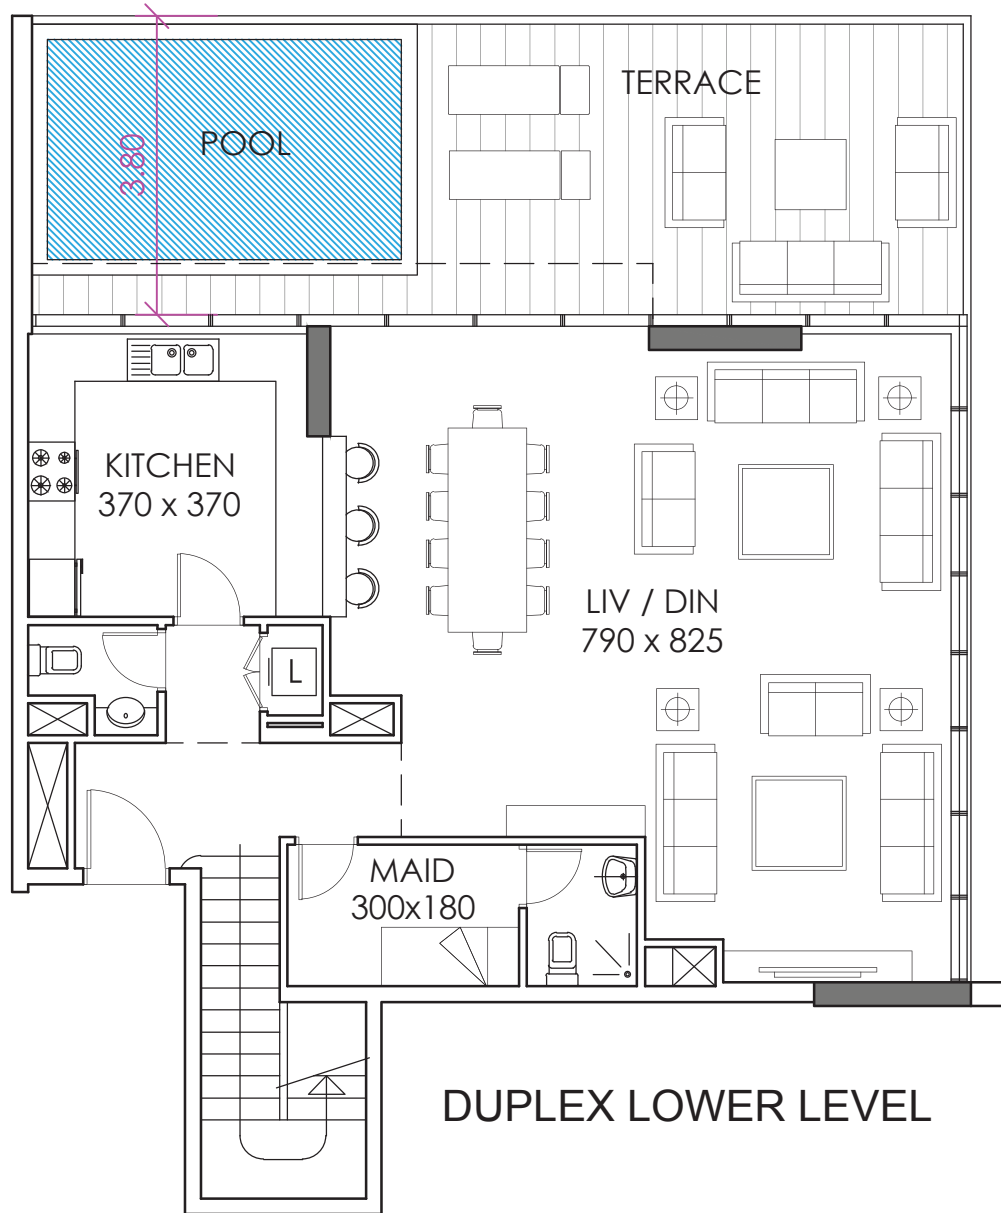 TERRACE
POOL
3.80
KITCHEN
370 x 370
LIV / DIN
790 x 825
L
MAID
300x180
DUPLEX LOWER LEVEL